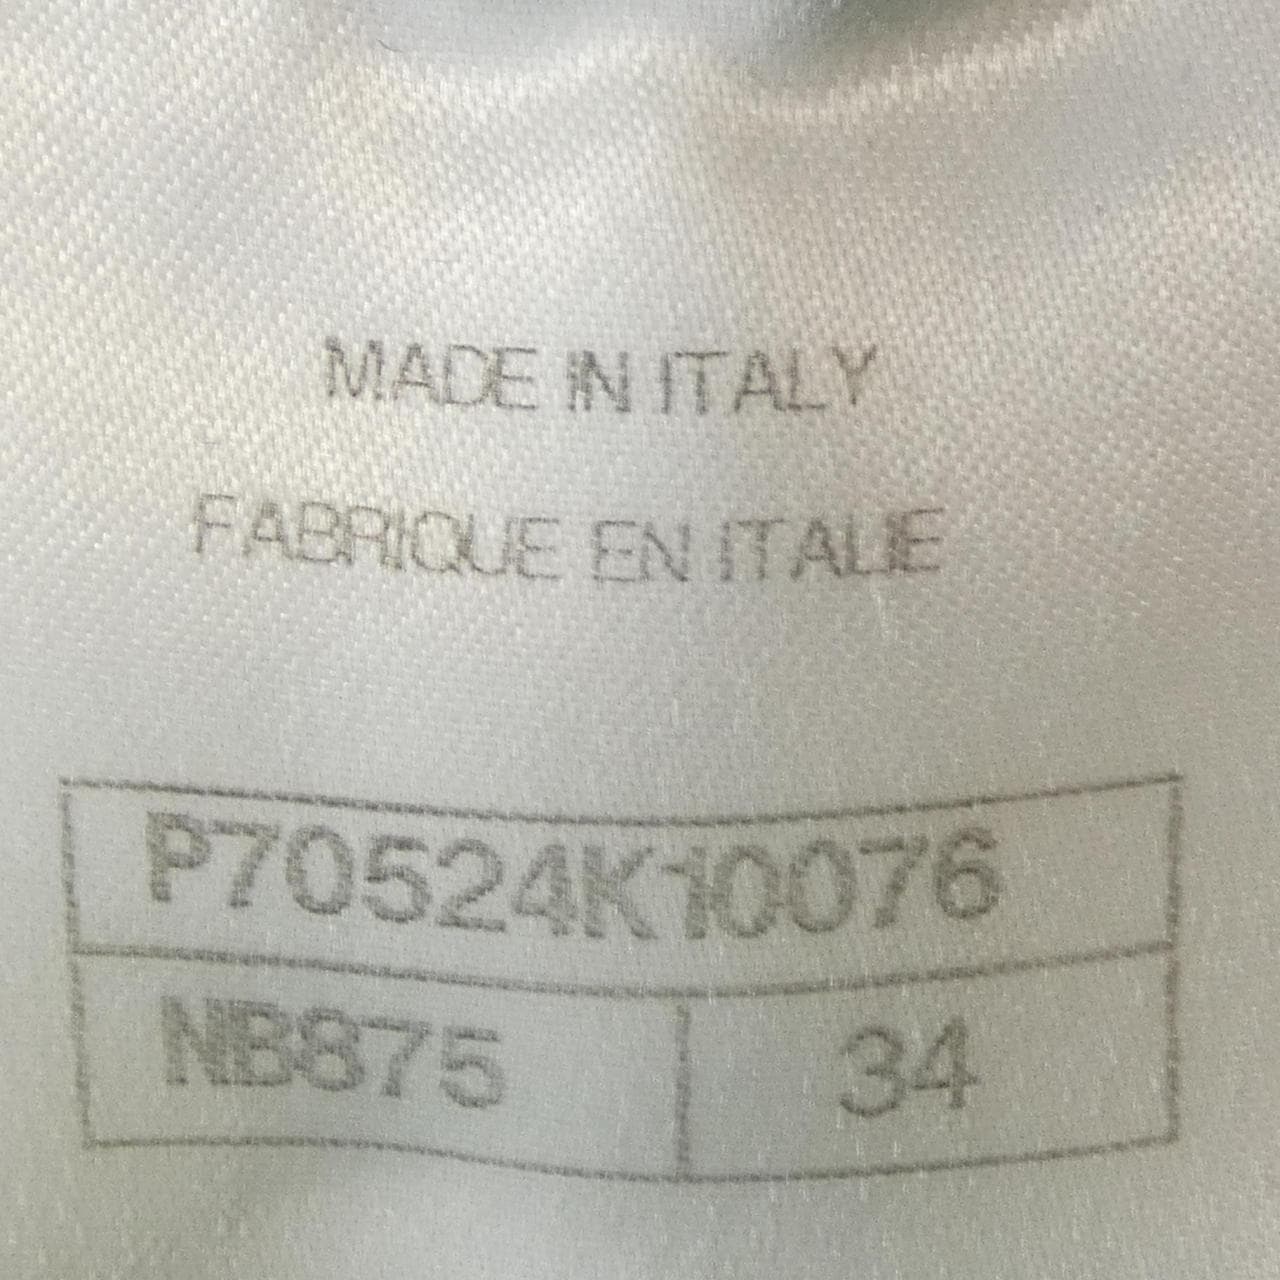 MADE IN ITALY
FABRIQUE EN ITALIE
P70524K10076
NB875 34